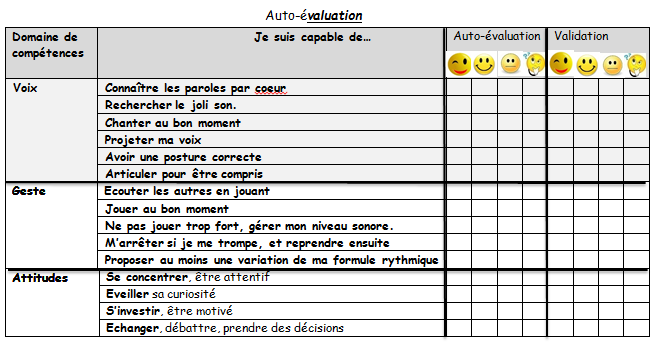 Auto-évaluation
Domaine de compétences
Je suis capable de…
Auto-évaluation
Validation
Voix
Connaître les paroles par coeur
Rechercher le joli son.
Chanter au bon moment
Projeter ma voix
Avoir une posture correcte
Articuler pour être compris
Geste
Ecouter les autres en jouant
Jouer au bon moment
Ne pas jouer trop fort, gérer mon niveau sonore.
M'arrêter si je me trompe, et reprendre ensuite
Proposer au moins une variation de ma formule rythmique
Attitudes
Se concentrer, être attentif
Eveiller sa curiosité
S'investir, être motivé
Echanger, débattre, prendre des décisions